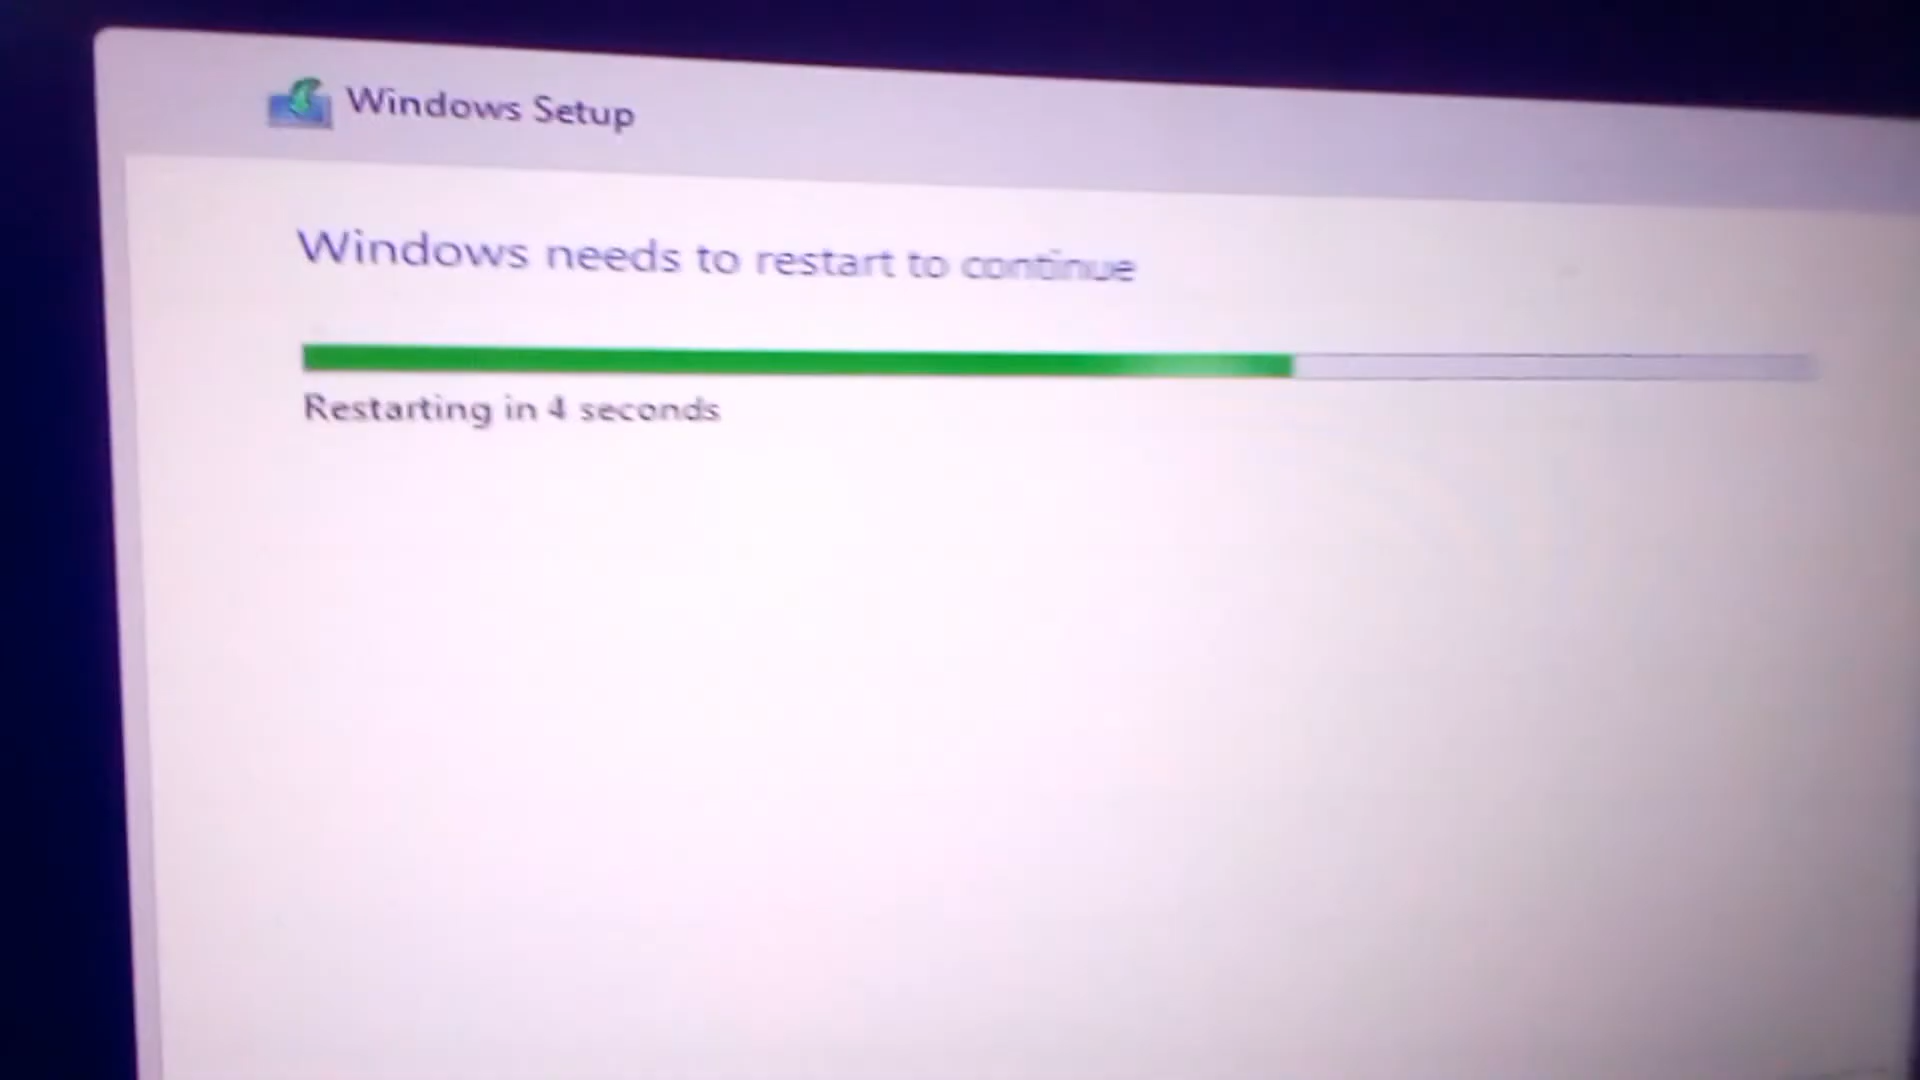 Windows Setup
Windows needs to restart to continue
Restarting in 4 seconds